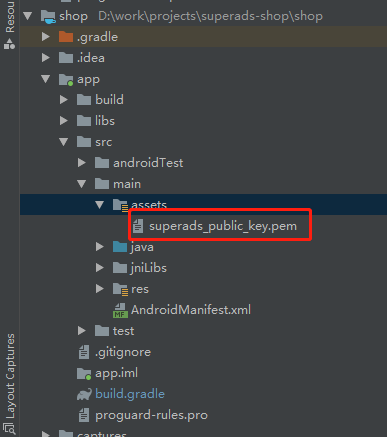 shop D:\work\projects\superads-shop\shop
.gradle
.idea
app
build
libs
src
androidTest
main
assets
superads_public_key.pem
java
jniLibs
res
AndroidManifest.xml
test
.gitignore
app.iml
build.gradle
proguard-rules.pro
captures
Resou
Layout Captures